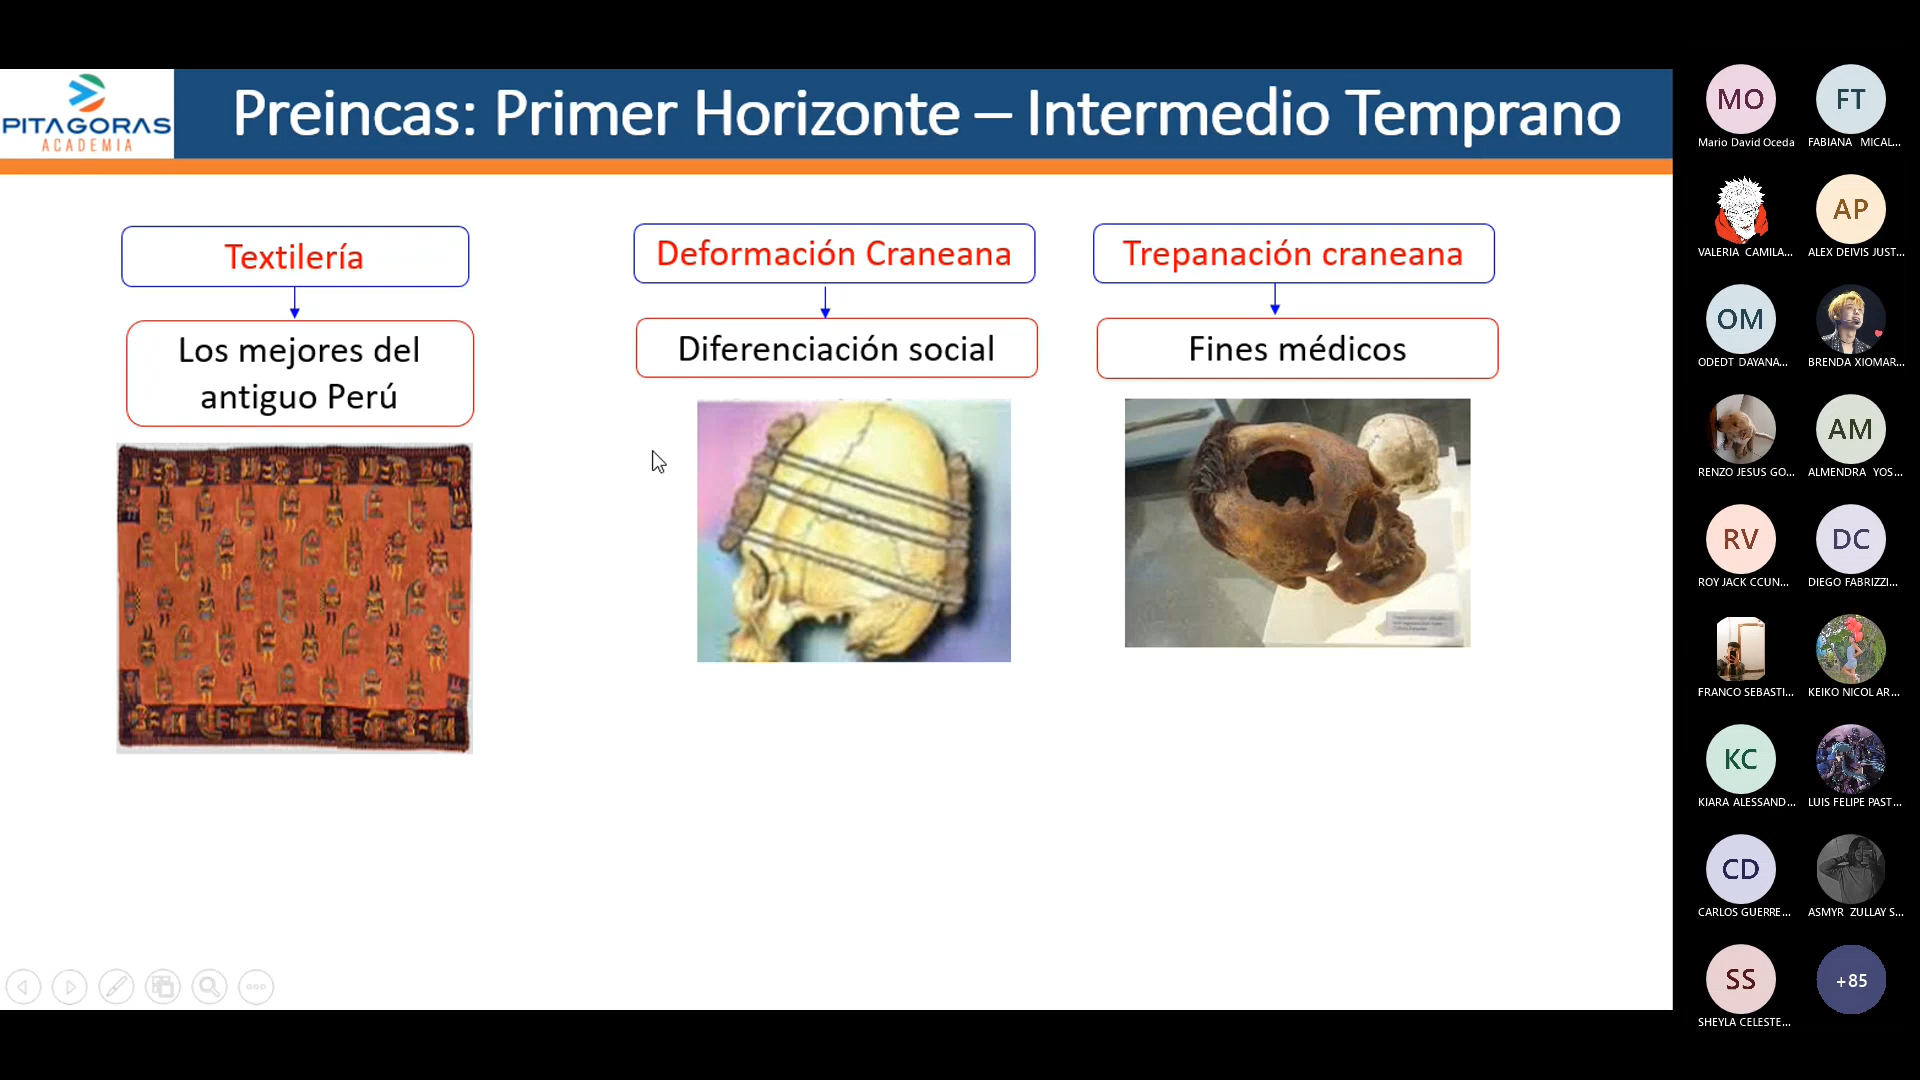 PITAGORAS
ACADEMIA
Preincas: Primer Horizonte – Intermedio Temprano
Textilería
Los mejores del
antiguo Perú
Deformación Craneana
Diferenciación social
Trepanación craneana
Fines médicos
MO
Mario David Oceda
FT
FABIANA MICAL...
VALERIA CAMILA...
AP
ALEX DEIVIS JUST...
OM
ODEDT DAYANA...
BRENDA XIOMAR...
RENZO JESUS GO...
AM
ALMENDRA YOS...
RV
ROY JACK CCUN...
DC
DIEGO FABRIZZI...
FRANCO SEBASTI...
KEIKO NICOL AR...
KC
KIARA ALESSAND...
LUIS FELIPE PAST...
CD
CARLOS GUERRE...
ASMYR ZULLAY S...
SS
SHEYLA CELESTE...
+85